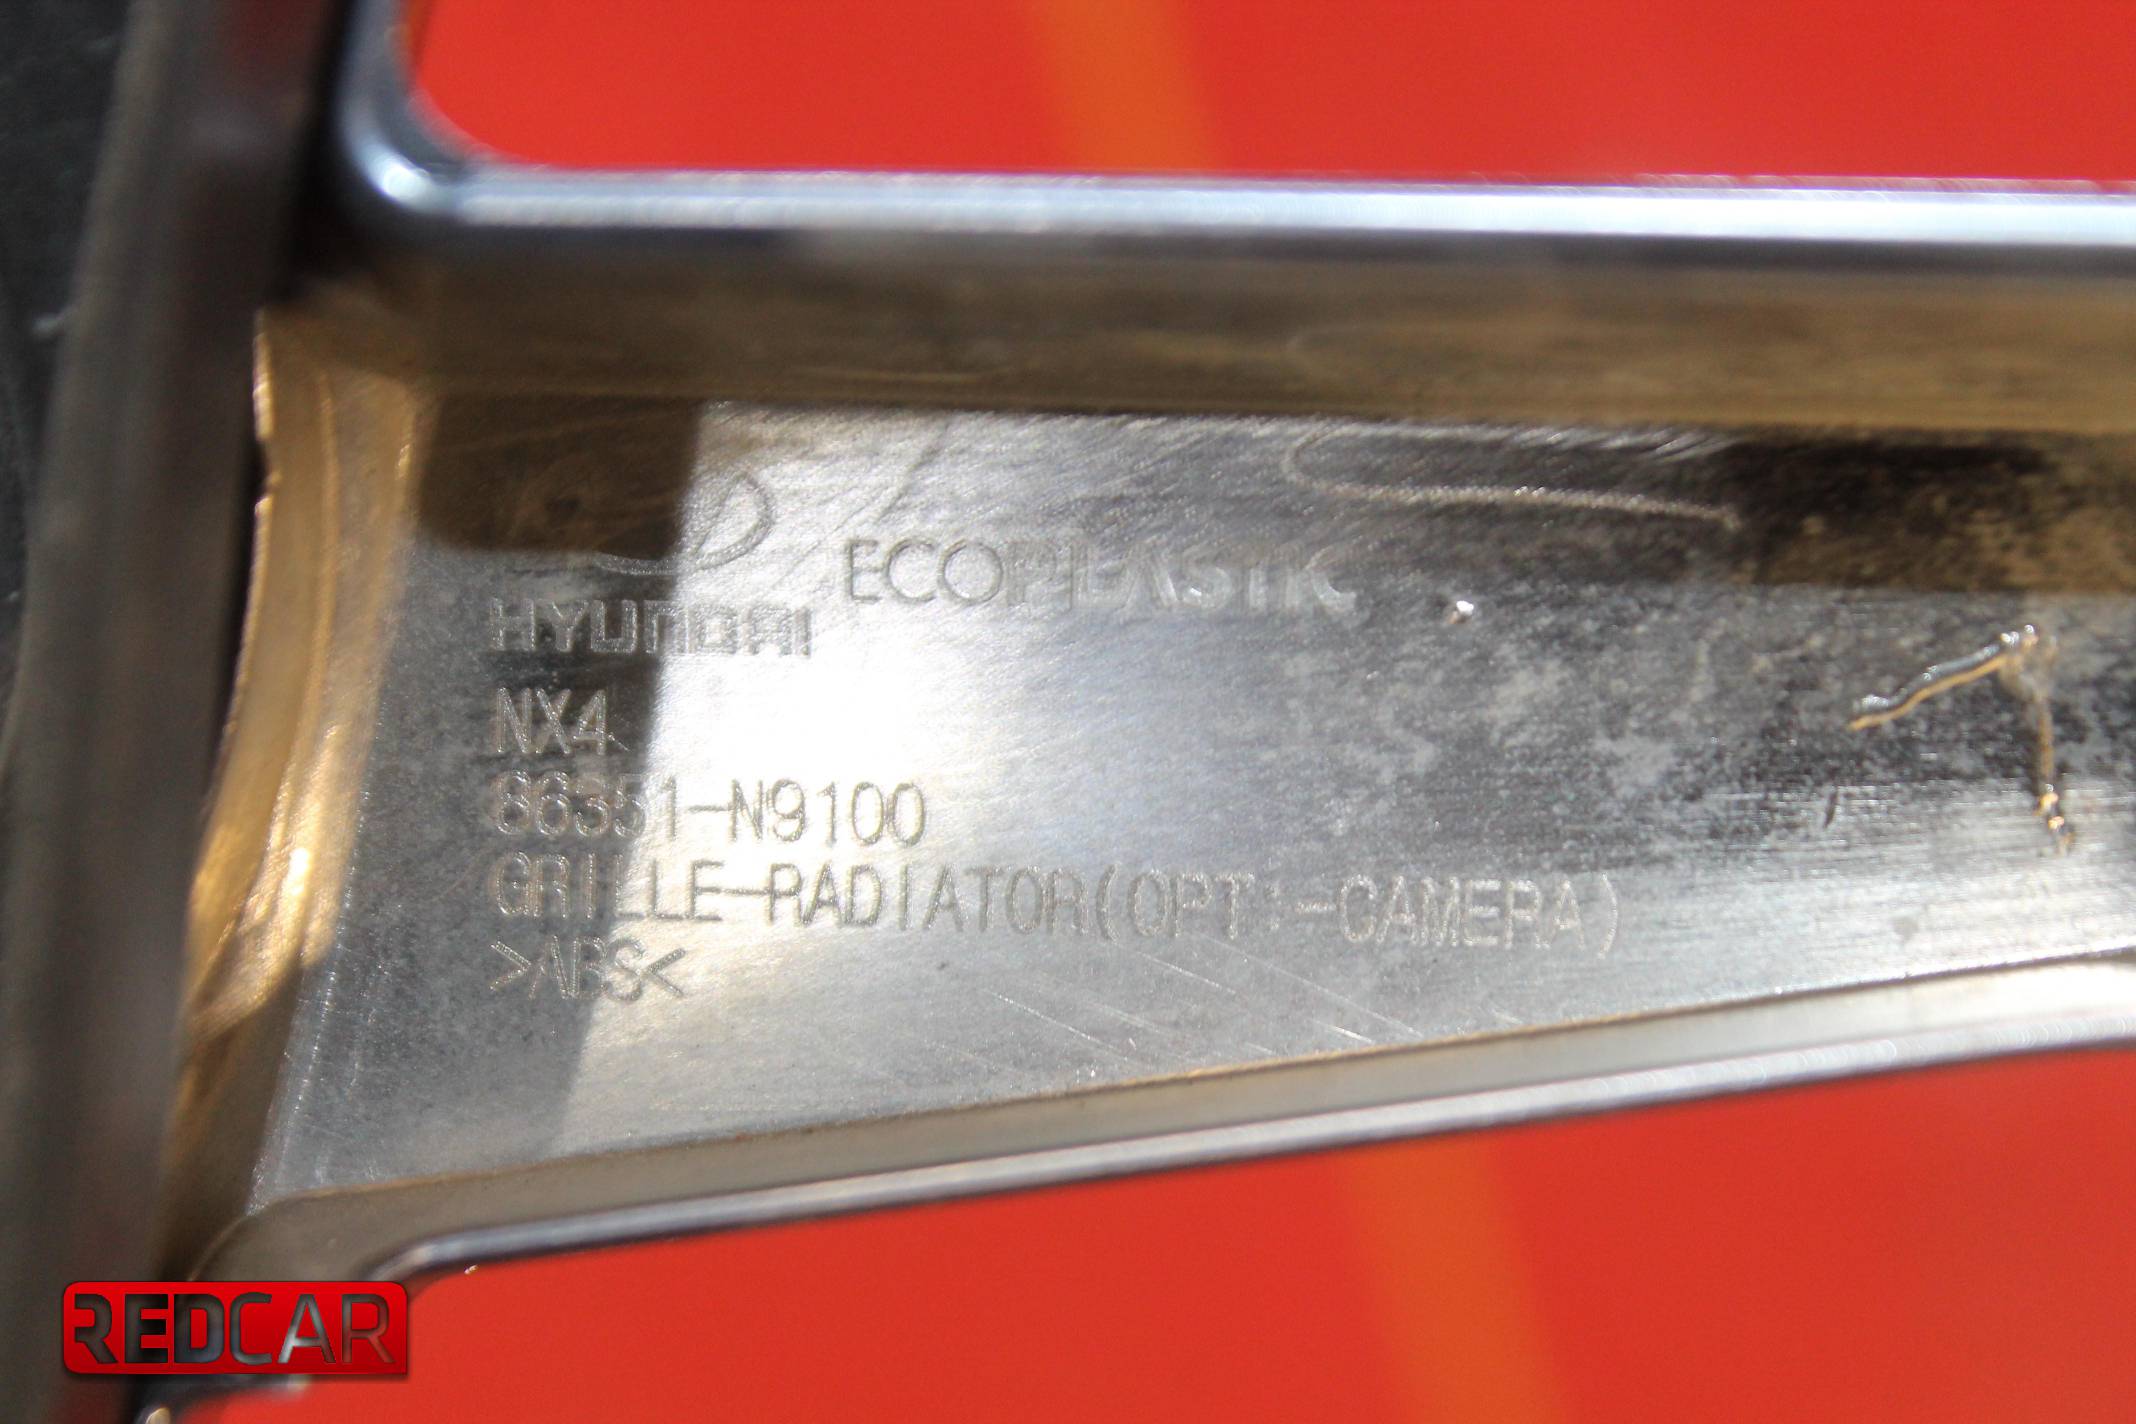 ECOPLASTIC
HYUNDAI
NX4
86351-N9100
GRILLE-RADIATOR(OPT:-CAMERA)
>ABS<
REDCAR